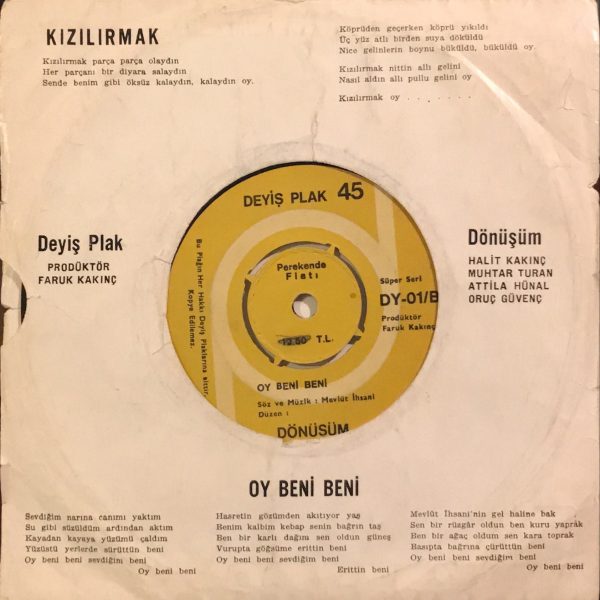 KIZILIRMAK
Kızılırmak parça parça olaydın
Her parçanı bir diyara salaydın
Sende benim gibi öksüz kalaydın, kalaydın oy.
Köprüden geçerken köprü yıkıldı
Üç yüz atlı birden suya döküldü
Nice gelinlerin boynu büküldü, büküldü oy.
Kızılırmak nittin allı gelini
Nasıl aldın allı pullu gelini oy
Kızılırmak oy . . . . . . . .
Deyiş Plak
PRODÜKTÖR
FARUK KAKINÇ
DEYİŞ PLAK 45
Bu Plağın Her Hakkı Deyiş Plaklarına aittir.
Kopye Edilemez.
Perekende
Fiatı
12.50 T.L.
Süper Seri
DY-01/B
Prodüktör
Faruk Kakınç
OY BENİ BENİ
Söz ve Müzik : Mevlüt İhsani
Düzen :
DÖNÜŞÜM
Dönüşüm
HALİT KAKINÇ
MUHTAR TURAN
ATTİLA HÜNAL
ORUÇ GÜVENÇ
OY BENİ BENİ
Sevdiğim narına canımı yaktım
Su gibi süzüldüm ardından aktım
Kayadan kayaya yüzümü çaldım
Yüzüstü yerlerde sürüttün beni
Oy beni beni sevdiğim beni
Oy beni beni
Hasretin gözümden akıtıyor yaş
Benim kalbim kebap senin bağrın taş
Ben bir karlı dağım sen oldun güneş
Vurupta göğsüme erittin beni
Oy beni beni sevdiğim beni
Erittin beni
Mevlüt İhsani'nin gel haline bak
Sen bir rüzgâr oldun ben kuru yaprak
Ben bir ağaç oldum sen kara toprak
Basıpta bağrına çürüttün beni
Oy beni beni sevdiğim beni
Oy beni beni